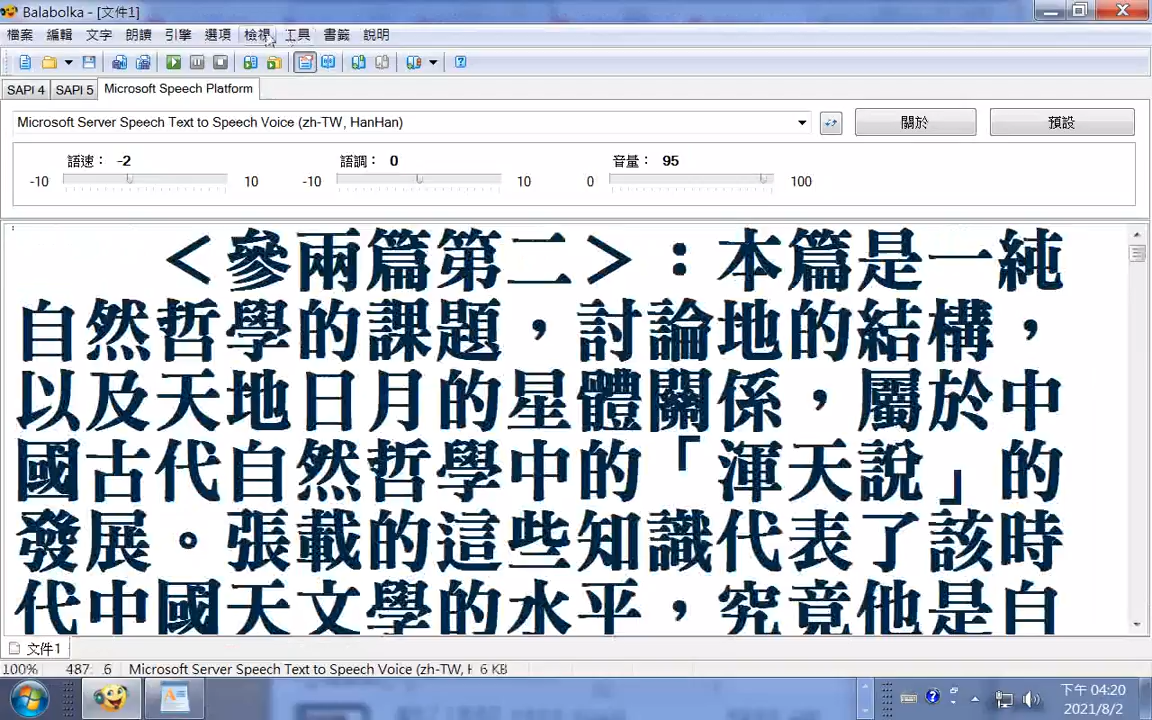 Balabolka - [文件1]
檔案 編輯 文字 朗讀 引擎 選項 檢視 工具 書籤 說明
SAPI 4 SAPI 5 Microsoft Speech Platform
Microsoft Server Speech Text to Speech Voice (zh-TW, HanHan) 關於 預設
語速： -2 語調： 0 音量： 95
-10 10 -10 10 0 100
＜參兩篇第二＞：本篇是一純
自然哲學的課題，討論地的結構，
以及天地日月的星體關係，屬於中
國古代自然哲學中的「渾天說」的
發展。張載的這些知識代表了該時
代中國天文學的水平，究竟他是白
文件1
100% 487: 6 Microsoft Server Speech Text to Speech Voice (zh-TW, H 6 KB
下午 04:20
2021/8/2